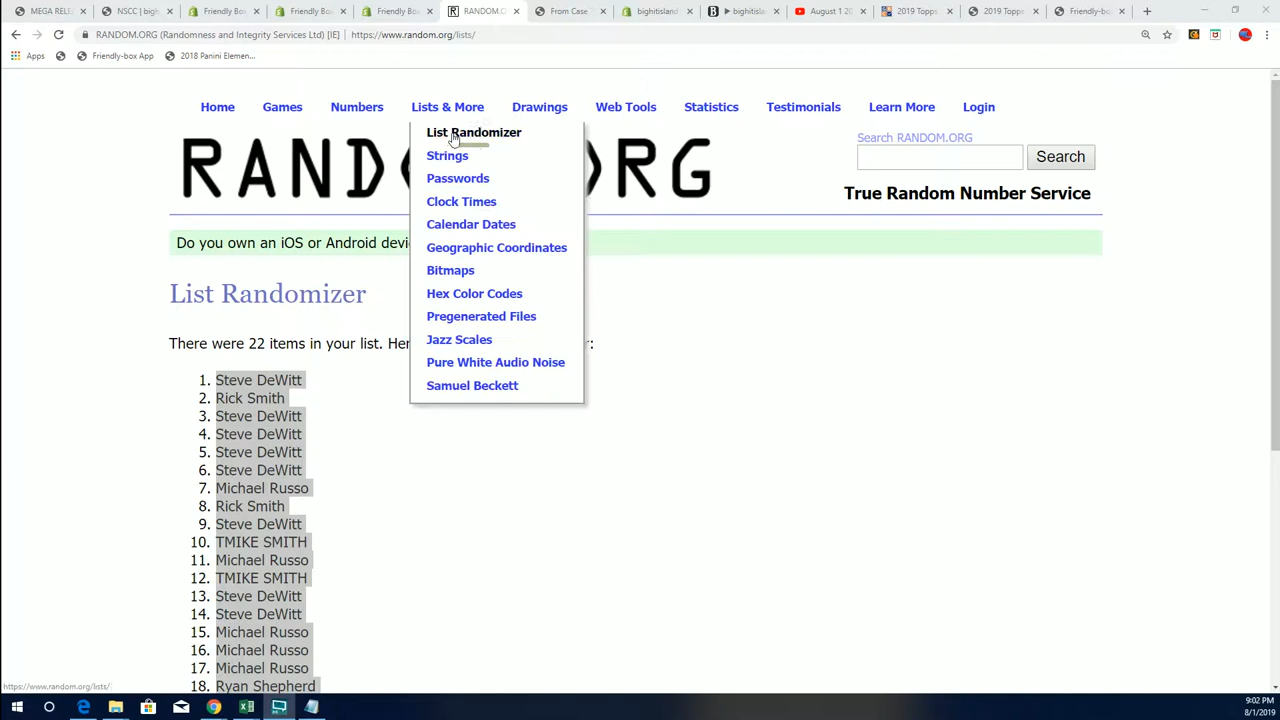 MEGA RELE
NSCC | high
Friendly Box
Friendly Box
Friendly Box
RANDOM.C
From Case
bighitisland
bighitisland
August 1 20
2019 Topps
2019 Topps
Friendly-bo
RANDOM.ORG (Randomness and Integrity Services Ltd) [IE] | https://www.random.org/lists/
Apps
Friendly-box App
2018 Panini Elemen...
Home
Games
Numbers
Lists & More
Drawings
Web Tools
Statistics
Testimonials
Learn More
Login
List Randomizer
Strings
Passwords
Clock Times
Calendar Dates
Geographic Coordinates
Bitmaps
Hex Color Codes
Pregenerated Files
Jazz Scales
Pure White Audio Noise
Samuel Beckett
Search RANDOM.ORG
Search
True Random Number Service
Do you own an iOS or Android devi
List Randomizer
There were 22 items in your list. Her
1. Steve DeWitt
2. Rick Smith
3. Steve DeWitt
4. Steve DeWitt
5. Steve DeWitt
6. Steve DeWitt
7. Michael Russo
8. Rick Smith
9. Steve DeWitt
10. TMIKE SMITH
11. Michael Russo
12. TMIKE SMITH
13. Steve DeWitt
14. Steve DeWitt
15. Michael Russo
16. Michael Russo
17. Michael Russo
18. Ryan Shepherd
https://www.random.org/lists/
9:02 PM
8/1/2019